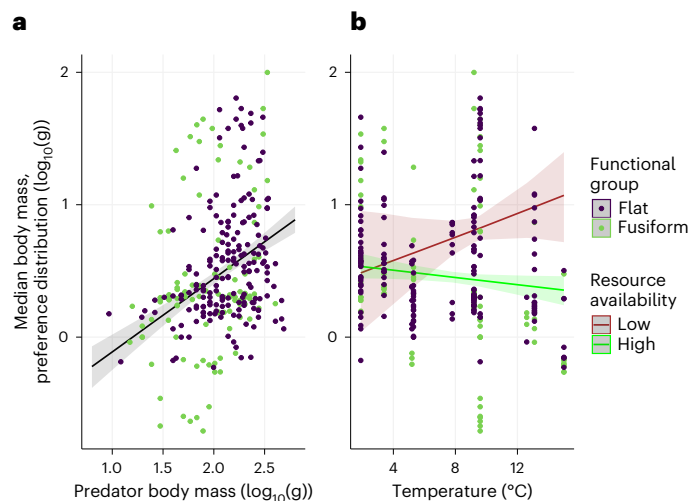 a
b
Median body mass,
preference distribution (log10(g))
2
1
0
1.0 1.5 2.0 2.5
Predator body mass (log10(g))
2
1
0
4 8 12
Temperature (°C)
Functional
group
Flat
Fusiform
Resource
availability
Low
High